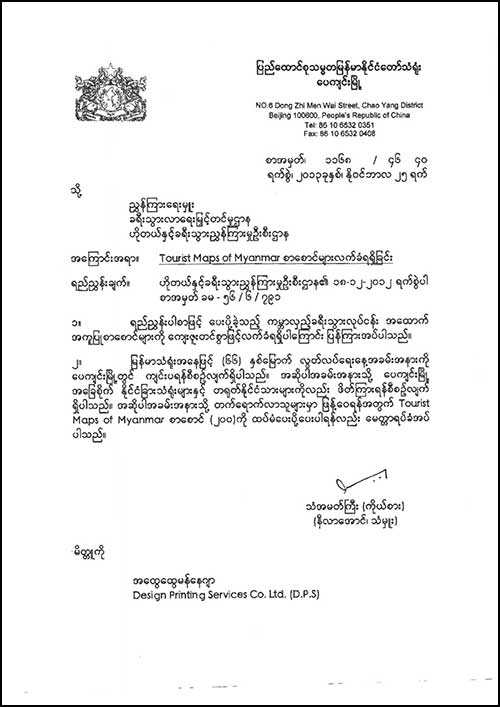 ပြည်ထောင်စုသမ္မတမြန်မာနိုင်ငံတော်သံရုံး
ပေကျင်းမြို့
NO.6 Dong Zhi Men Wai Street, Chao Yang District
Beijing 100600, People's Republic of China
Tel: 86 10 6532 0351
Fax: 86 10 6532 0408
စာအမှတ်၊ ၁၁၆၈ / ၄၆ ၄၀
ရက်စွဲ၊ ၂၀၁၃ခုနှစ်၊ နိုဝင်ဘာလ ၂၅ ရက်
သို့
ညွှန်ကြားရေးမှူး
ခရီးသွားလာရေးမြှင့်တင်မှုဌာန
ဟိုတယ်နှင့်ခရီးသွားညွှန်ကြားမှုဦးစီးဌာန
အကြောင်းအရာ။ Tourist Maps of Myanmar စာစောင်များလက်ခံရရှိခြင်း
ရည်ညွှန်းချက်။ ဟိုတယ်နှင့်ခရီးသွားညွှန်ကြားမှုဦးစီးဌာန၏ ၁၈-၁၂-၂၀၁၂ ရက်စွဲပါ
စာအမှတ် ခမ - ၅၆ / ၆ / ၇၉၁
၁။ ရည်ညွှန်းပါစာဖြင့် ပေးပို့ခဲ့သည့် ကမ္ဘာလှည့်ခရီးသွားလုပ်ငန်း အထောက်
အကူပြုစာစောင်များကို ကျေးဇူးတင်စွာဖြင့်လက်ခံရရှိပါကြောင်း ပြန်ကြားအပ်ပါသည်။
၂။ မြန်မာသံရုံးအနေဖြင့် (၆၆) နှစ်မြောက် လွတ်လပ်ရေးနေ့အခမ်းအနားကို
ပေကျင်းမြို့တွင် ကျင်းပရန်စီစဉ်လျက်ရှိပါသည်။ အဆိုပါအခမ်းအနားသို့ ပေကျင်းမြို့
အခြေစိုက် နိုင်ငံခြားသံရုံးများနှင့် တရုတ်နိုင်ငံသားများကိုလည်း ဖိတ်ကြားရန်စီစဉ်လျက်
ရှိပါသည်။ အဆိုပါအခမ်းအနားသို့ တက်ရောက်လာသူများမှာ ဖြန့်ဝေရန်အတွက် Tourist
Maps of Myanmar စာစောင် (၂၀၀)ကို ထပ်မံပေးပို့ပေးပါရန်လည်း မေတ္တာရပ်ခံအပ်
ပါသည်။
သံအမတ်ကြီး (ကိုယ်စား)
(နီလာအောင်၊ သံမှူး)
မိတ္တူကို
အထွေထွေမန်နေဂျာ
Design Printing Services Co. Ltd. (D.P.S)